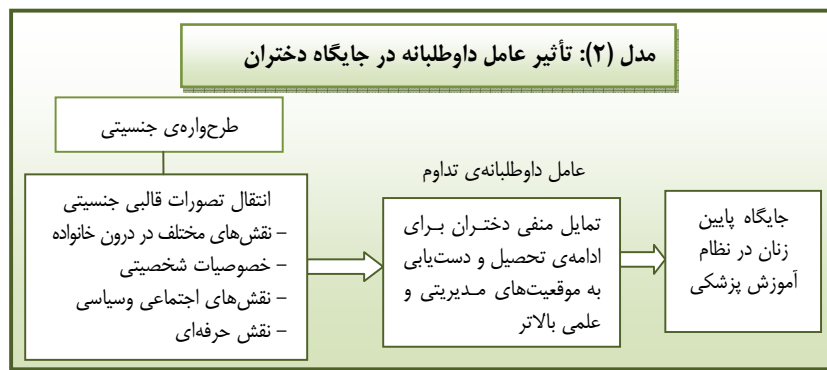 مدل (۲): تأثیر عامل داوطلبانه در جایگاه دختران
طرح‌واره‌ی جنسیتی
انتقال تصورات قالبی جنسیتی
– نقش‌های مختلف در درون خانواده
– خصوصیات شخصیتی
– نقش‌های اجتماعی وسیاسی
– نقش حرفه‌ای
عامل داوطلبانه‌ی تداوم
تمایل منفی دختـران بـرای
ادامه‌ی تحصیل و دست‌یابی
به موقعیت‌های مـدیریتی و
علمی بالاتر
جایگاه پایین
زنان در نظام
آموزش پزشکی